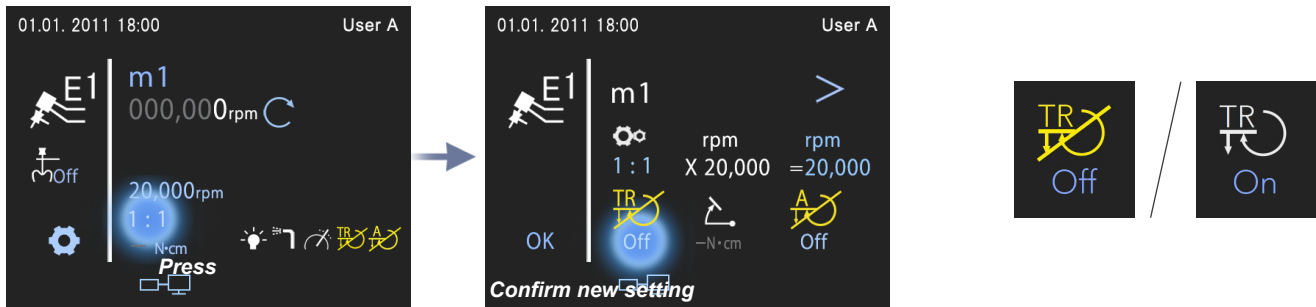 01.01. 2011 18:00 User A
E1
m1
000,000rpm
Off
20,000rpm
1 : 1
N•cm
TR A
Press
01.01. 2011 18:00 User A
E1
m1 >
rpm rpm
1 : 1 X 20,000 =20,000
TR A
OK Off –N•cm Off
Confirm new setting
TR
Off
/
TR
On